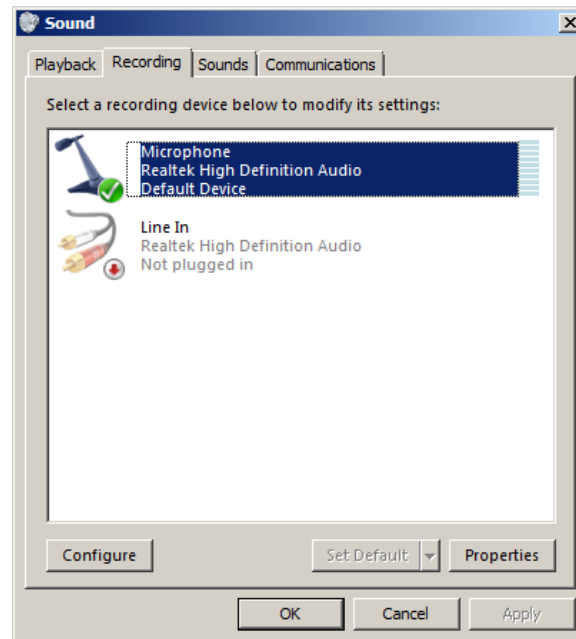 Sound
Playback Recording Sounds Communications
Select a recording device below to modify its settings:
Microphone
Realtek High Definition Audio
Default Device
Line In
Realtek High Definition Audio
Not plugged in
Configure Set Default Properties
OK Cancel Apply